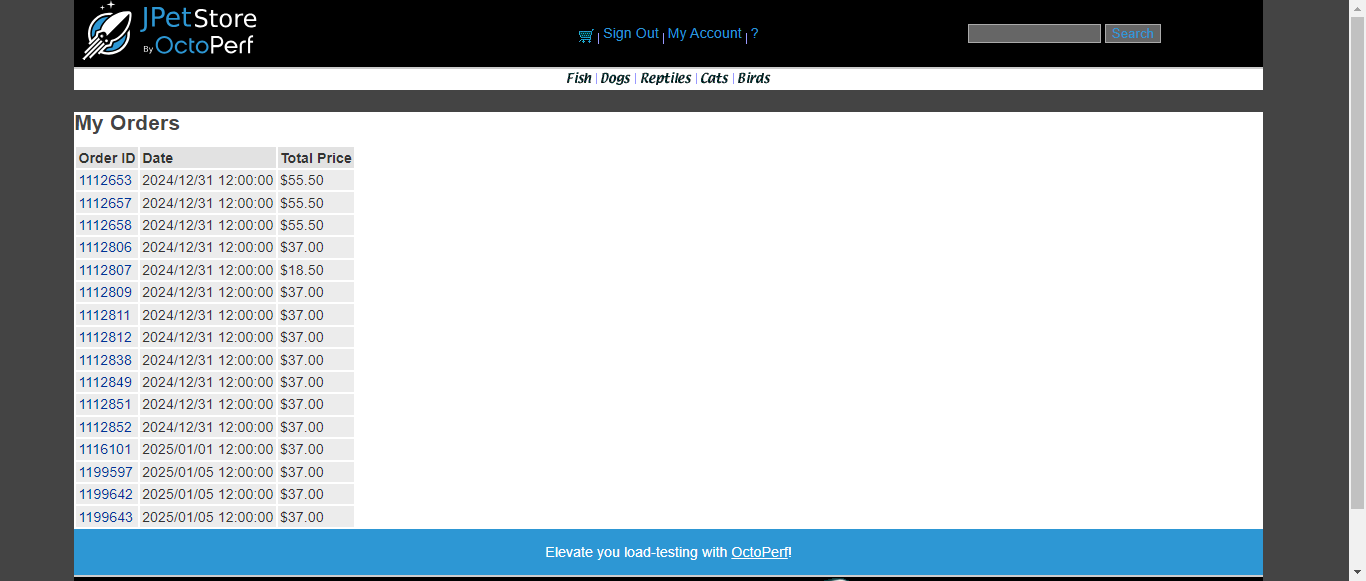 JPetStore
By OctoPerf
Sign Out | My Account | ?
Search
Fish | Dogs | Reptiles | Cats | Birds
My Orders
Order ID Date Total Price
1112653 2024/12/31 12:00:00 $55.50
1112657 2024/12/31 12:00:00 $55.50
1112658 2024/12/31 12:00:00 $55.50
1112806 2024/12/31 12:00:00 $37.00
1112807 2024/12/31 12:00:00 $18.50
1112809 2024/12/31 12:00:00 $37.00
1112811 2024/12/31 12:00:00 $37.00
1112812 2024/12/31 12:00:00 $37.00
1112838 2024/12/31 12:00:00 $37.00
1112849 2024/12/31 12:00:00 $37.00
1112851 2024/12/31 12:00:00 $37.00
1112852 2024/12/31 12:00:00 $37.00
1116101 2025/01/01 12:00:00 $37.00
1199597 2025/01/05 12:00:00 $37.00
1199642 2025/01/05 12:00:00 $37.00
1199643 2025/01/05 12:00:00 $37.00
Elevate you load-testing with OctoPerf!